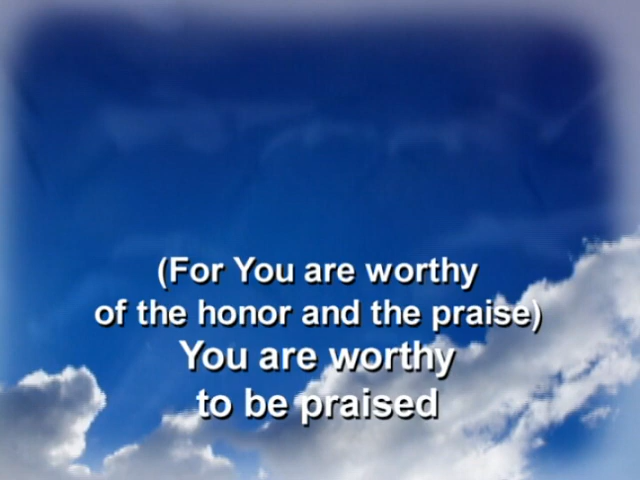 (For You are worthy
of the honor and the praise)
You are worthy
to be praised